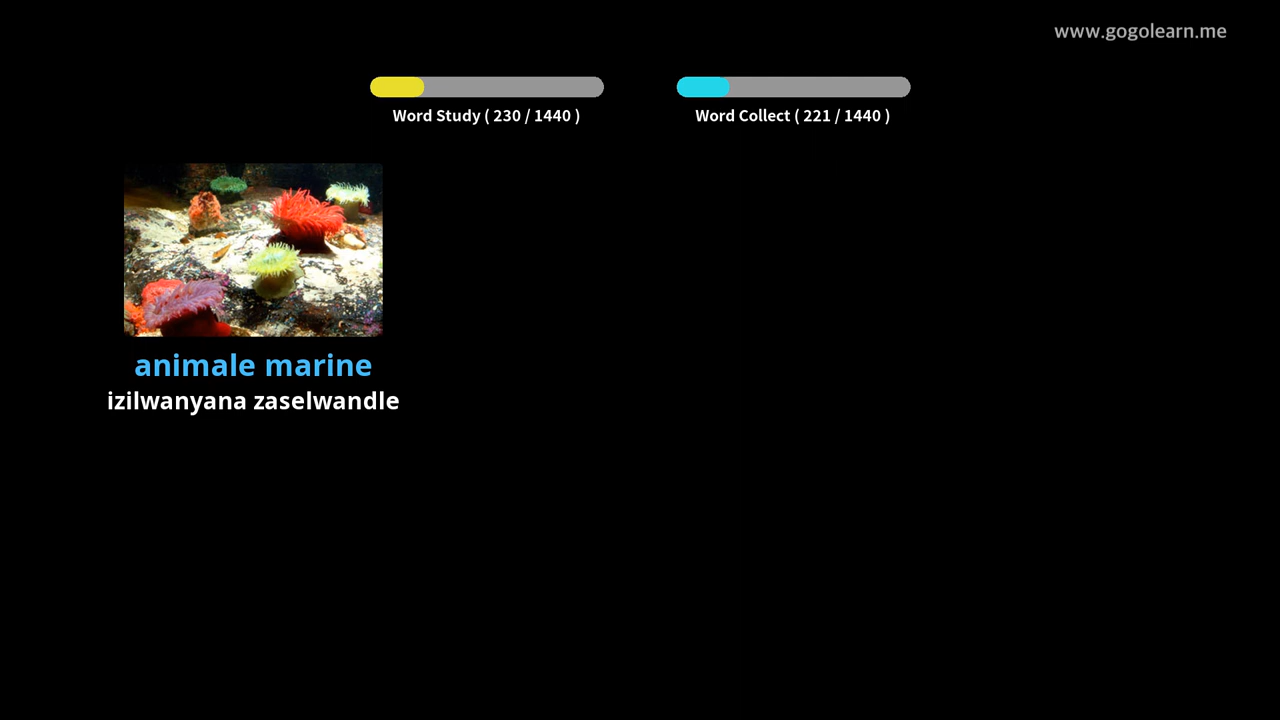 www.gogolearn.me
Word Study ( 230 / 1440 )
Word Collect ( 221 / 1440 )
animale marine
izilwanyana zaselwandle